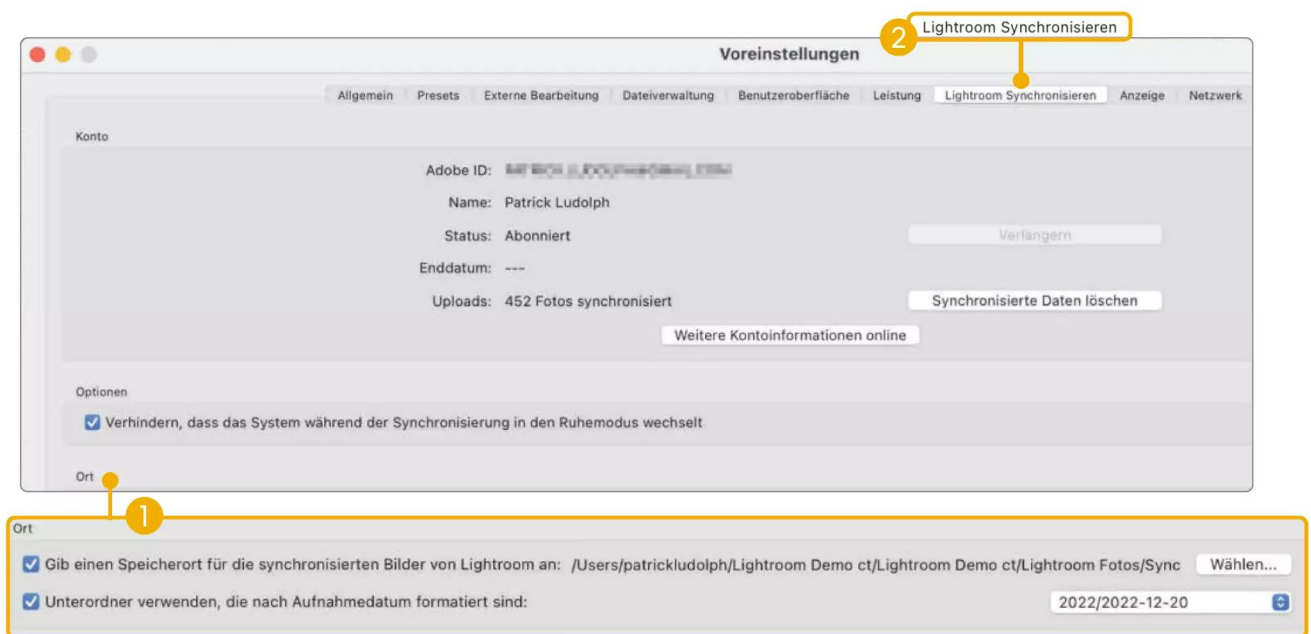 2 Lightroom Synchronisieren
Voreinstellungen
Allgemein Presets Externe Bearbeitung Dateiverwaltung Benutzeroberfläche Leistung Lightroom Synchronisieren Anzeige Netzwerk
Konto
Adobe ID:
Name: Patrick Ludolph
Status: Abonniert Verlängern
Enddatum: ---
Uploads: 452 Fotos synchronisiert Synchronisierte Daten löschen
Weitere Kontoinformationen online
Optionen
Verhindern, dass das System während der Synchronisierung in den Ruhemodus wechselt
Ort
1
Ort
Gib einen Speicherort für die synchronisierten Bilder von Lightroom an: /Users/patrickludolph/Lightroom Demo ct/Lightroom Demo ct/Lightroom Fotos/Sync Wählen...
Unterordner verwenden, die nach Aufnahmedatum formatiert sind: 2022/2022-12-20